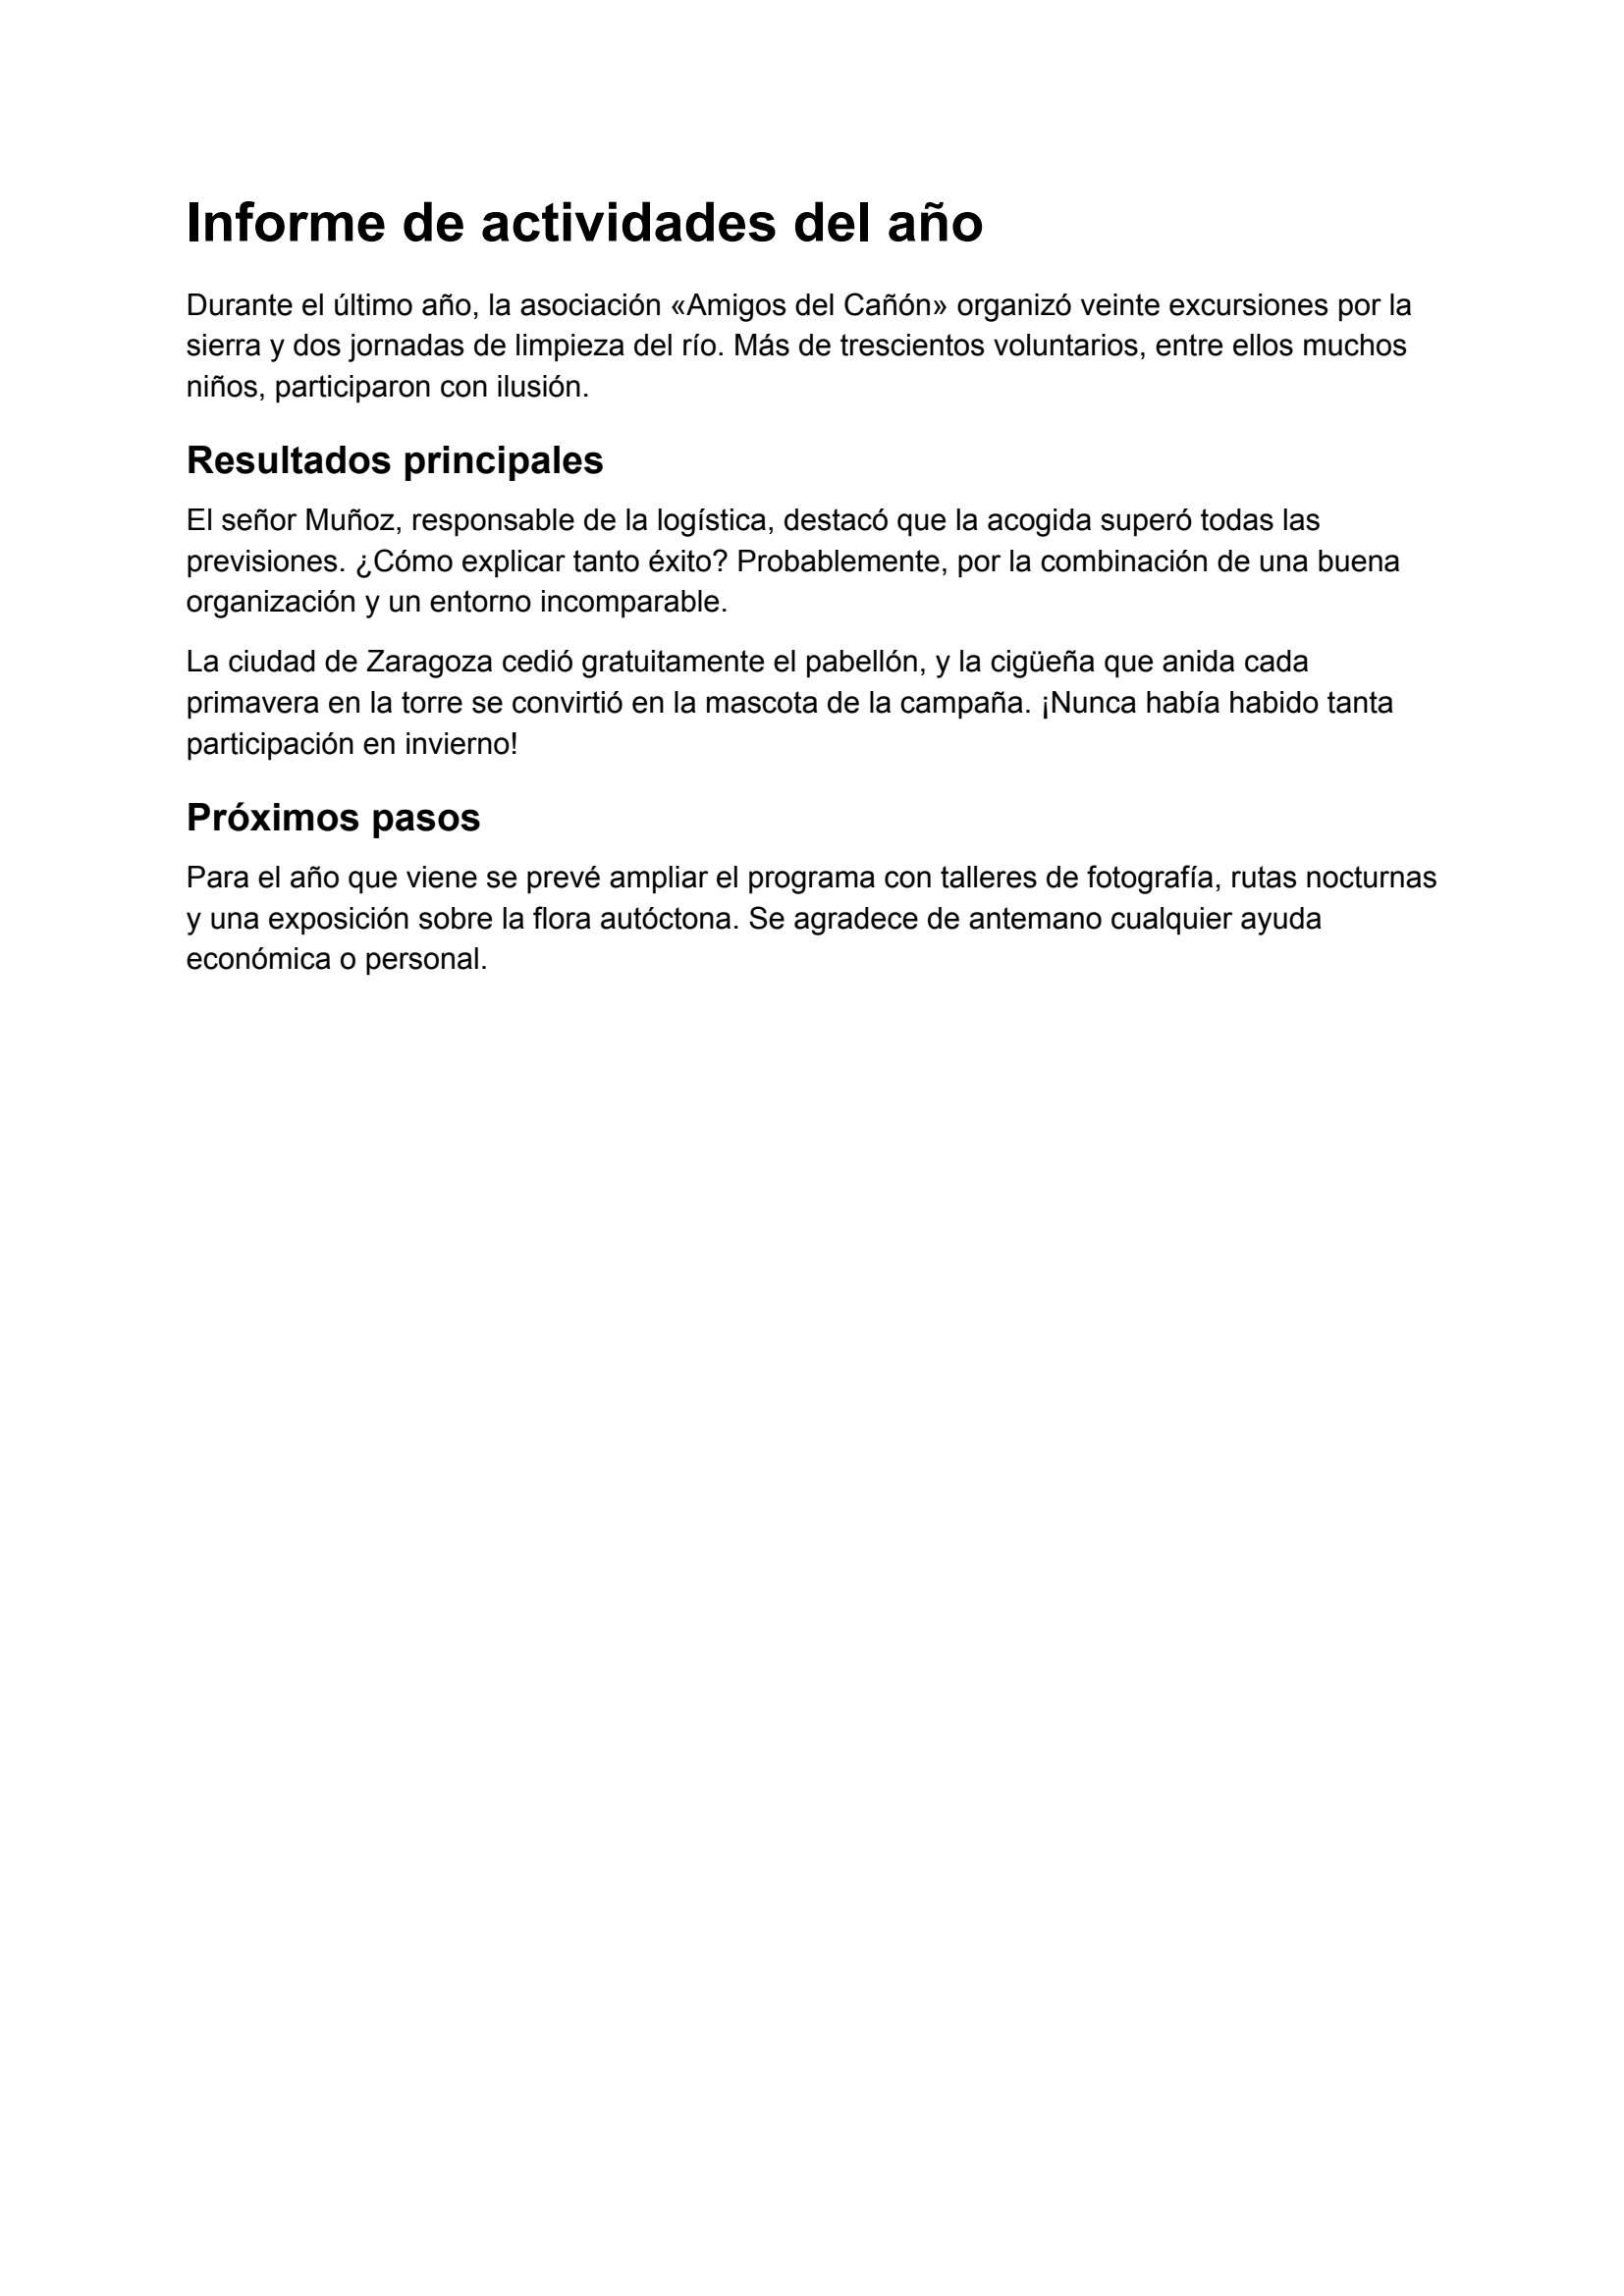 Informe de actividades del año
Durante el último año, la asociación «Amigos del Cañón» organizó veinte excursiones por la
sierra y dos jornadas de limpieza del río. Más de trescientos voluntarios, entre ellos muchos
niños, participaron con ilusión.
Resultados principales
El señor Muñoz, responsable de la logística, destacó que la acogida superó todas las
previsiones. ¿Cómo explicar tanto éxito? Probablemente, por la combinación de una buena
organización y un entorno incomparable.
La ciudad de Zaragoza cedió gratuitamente el pabellón, y la cigüeña que anida cada
primavera en la torre se convirtió en la mascota de la campaña. ¡Nunca había habido tanta
participación en invierno!
Próximos pasos
Para el año que viene se prevé ampliar el programa con talleres de fotografía, rutas nocturnas
y una exposición sobre la flora autóctona. Se agradece de antemano cualquier ayuda
económica o personal.